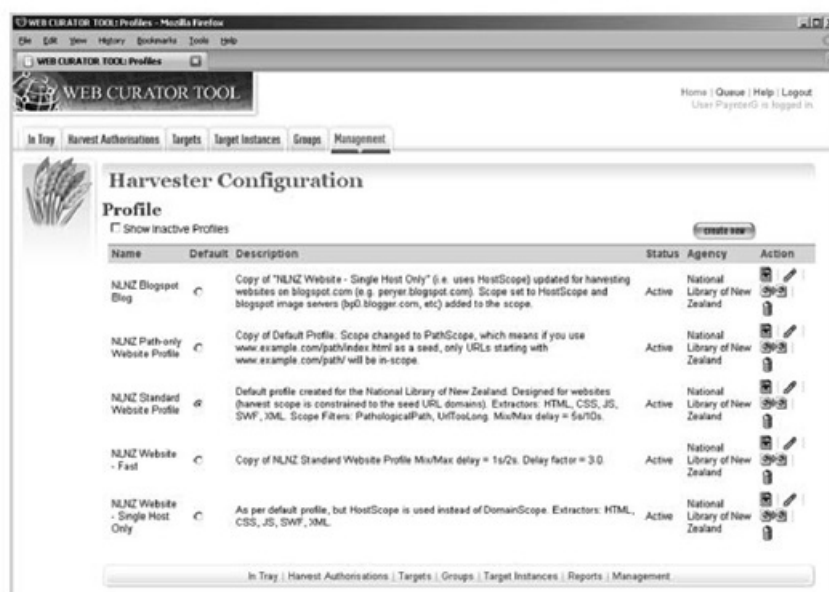 WEB CURATOR TOOL: Profiles - Mozilla Firefox
File Edit View History Bookmarks Tools Help
WEB CURATOR TOOL: Profiles
WEB CURATOR TOOL
Home | Queue | Help | Logout
User PaynterG is logged in.
In Tray Harvest Authorisations Targets Target Instances Groups Management
Harvester Configuration
Profile
Show Inactive Profiles
create new
Name Default Description Status Agency Action
NLNZ Blogspot Blog
Copy of "NLNZ Website - Single Host Only" (i.e. uses HostScope) updated for harvesting
websites on blogspot.com (e.g. peryer.blogspot.com). Scope set to HostScope and
blogspot image servers (bp0.blogger.com, etc) added to the scope.
Active
National Library of New Zealand
NLNZ Path-only Website Profile
Copy of Default Profile. Scope changed to PathScope, which means if you use
www.example.com/path/index.html as a seed, only URLs starting with
www.example.com/path/ will be in-scope.
Active
National Library of New Zealand
NLNZ Standard Website Profile
Default profile created for the National Library of New Zealand. Designed for websites
(harvest scope is constrained to the seed URL domains). Extractors: HTML, CSS, JS,
SWF, XML. Scope Filters: PathologicalPath, UrlTooLong. Mix/Max delay = 5s/10s.
Active
National Library of New Zealand
NLNZ Website - Fast
Copy of NLNZ Standard Website Profile Mix/Max delay = 1s/2s. Delay factor = 3.0.
Active
National Library of New Zealand
NLNZ Website - Single Host Only
As per default profile, but HostScope is used instead of DomainScope. Extractors: HTML,
CSS, JS, SWF, XML.
Active
National Library of New Zealand
In Tray | Harvest Authorisations | Targets | Groups | Target Instances | Reports | Management